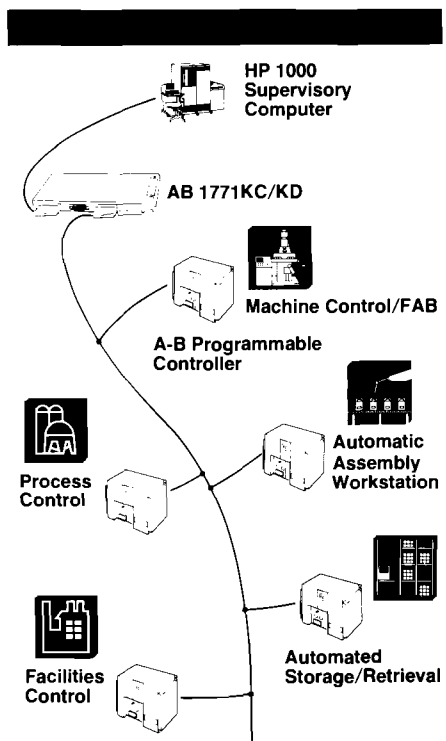 HP 1000
Supervisory
Computer
AB 1771KC/KD
Machine Control/FAB
A-B Programmable
Controller
Process
Control
Automatic
Assembly
Workstation
Facilities
Control
Automated
Storage/Retrieval